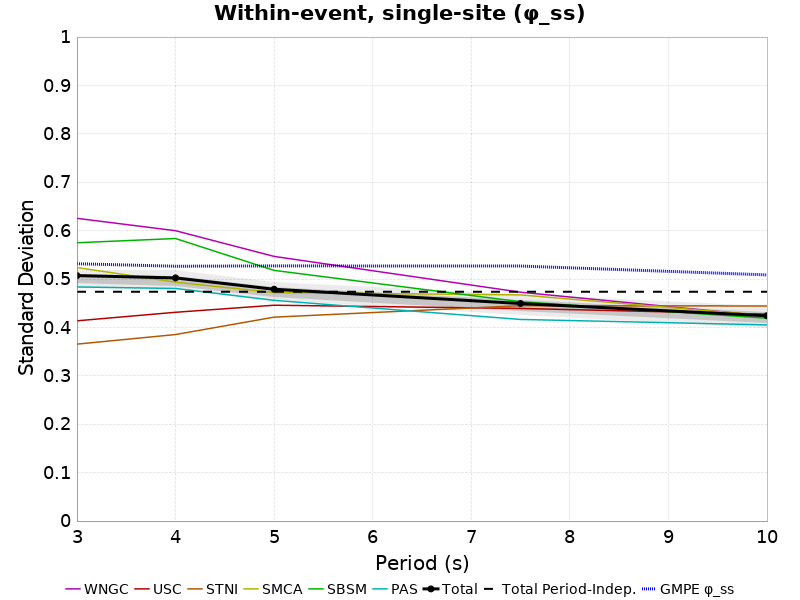 Within-event, single-site (φ_ss)
1
0.9
0.8
0.7
0.6
0.5
0.4
0.3
0.2
0.1
0
Standard Deviation
3 4 5 6 7 8 9 10
Period (s)
WNGC USC STNI SMCA SBSM PAS Total Total Period-Indep. GMPE φ_ss